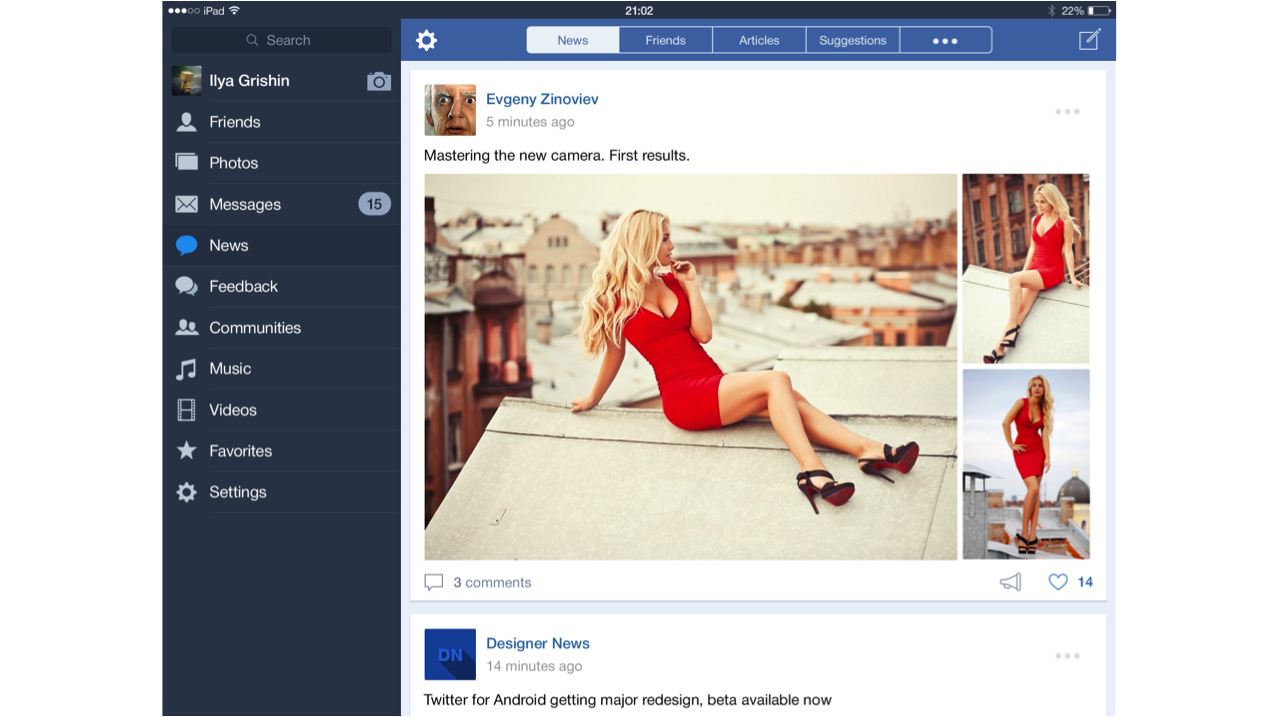 iPad 21:02 22%
Search
News Friends Articles Suggestions
Ilya Grishin
Friends
Photos
Messages 15
News
Feedback
Communities
Music
Videos
Favorites
Settings
Evgeny Zinoviev
5 minutes ago
Mastering the new camera. First results.
3 comments 14
DN
Designer News
14 minutes ago
Twitter for Android getting major redesign, beta available now